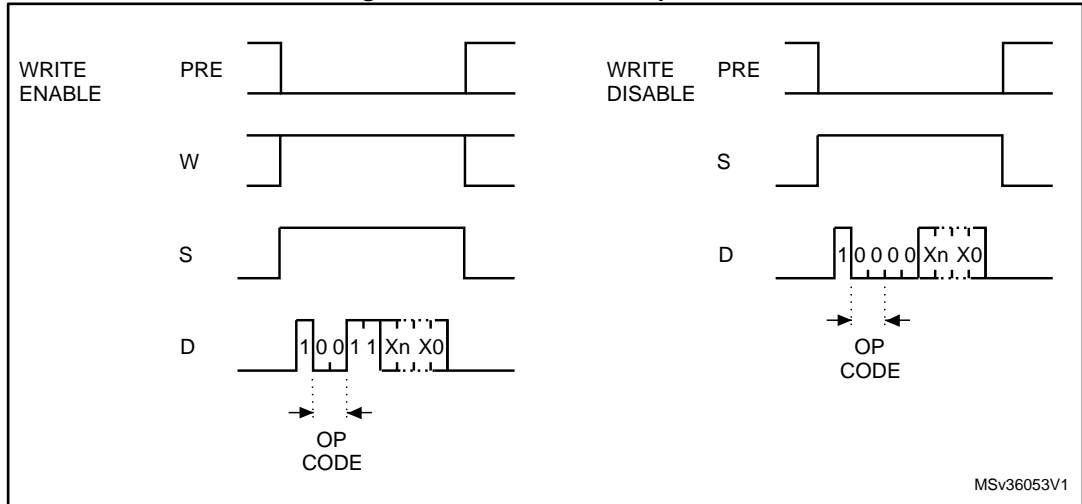 WRITE
ENABLE
PRE
W
S
D
1 0 0 1 1 Xn X0
OP
CODE
WRITE
DISABLE
PRE
S
D
1 0 0 0 0 Xn X0
OP
CODE
MSv36053V1